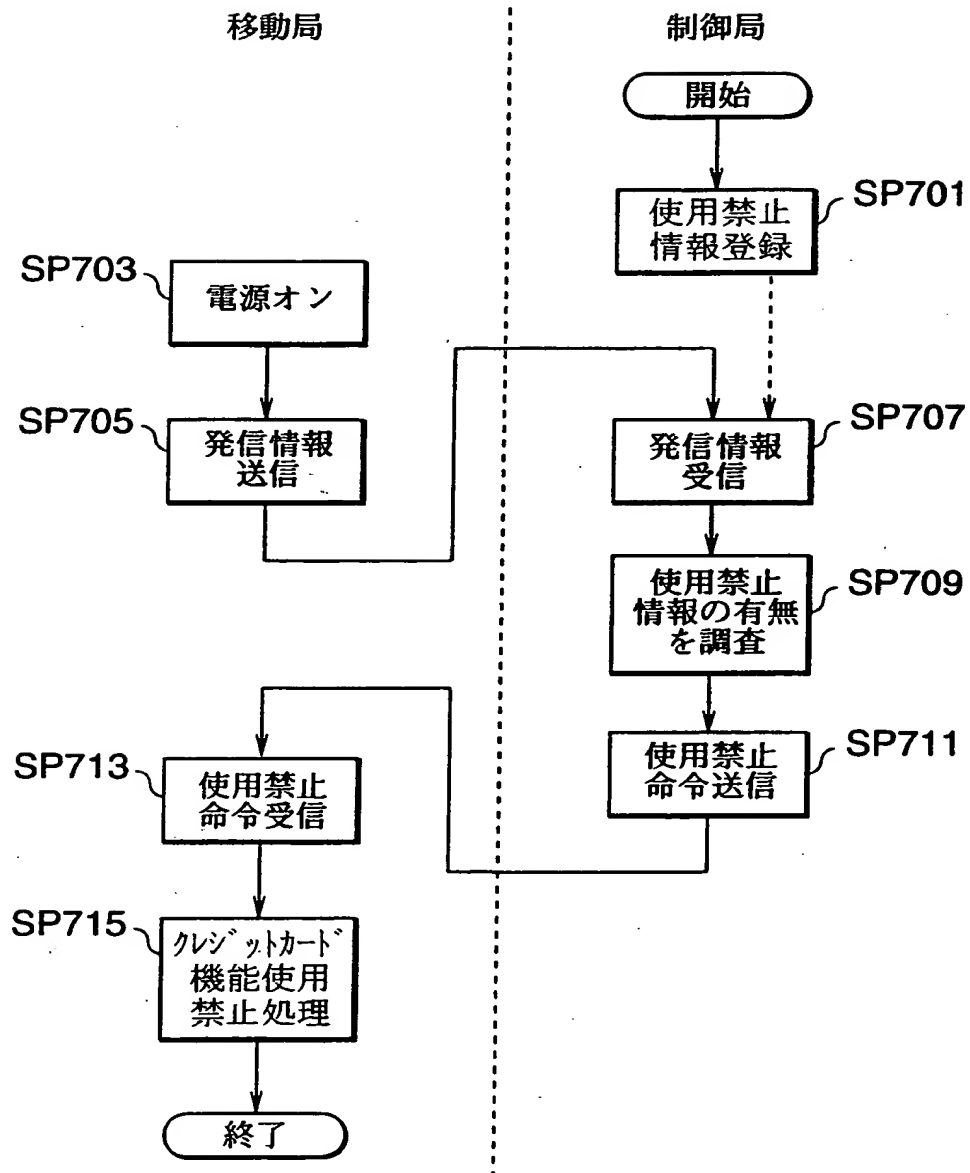 移動局
制御局
開始
SP701
使用禁止
情報登録
SP703
電源オン
SP705
発信情報
送信
SP707
発信情報
受信
SP709
使用禁止
情報の有無
を調査
SP711
使用禁止
命令送信
SP713
使用禁止
命令受信
SP715
クレジットカード
機能使用
禁止処理
終了